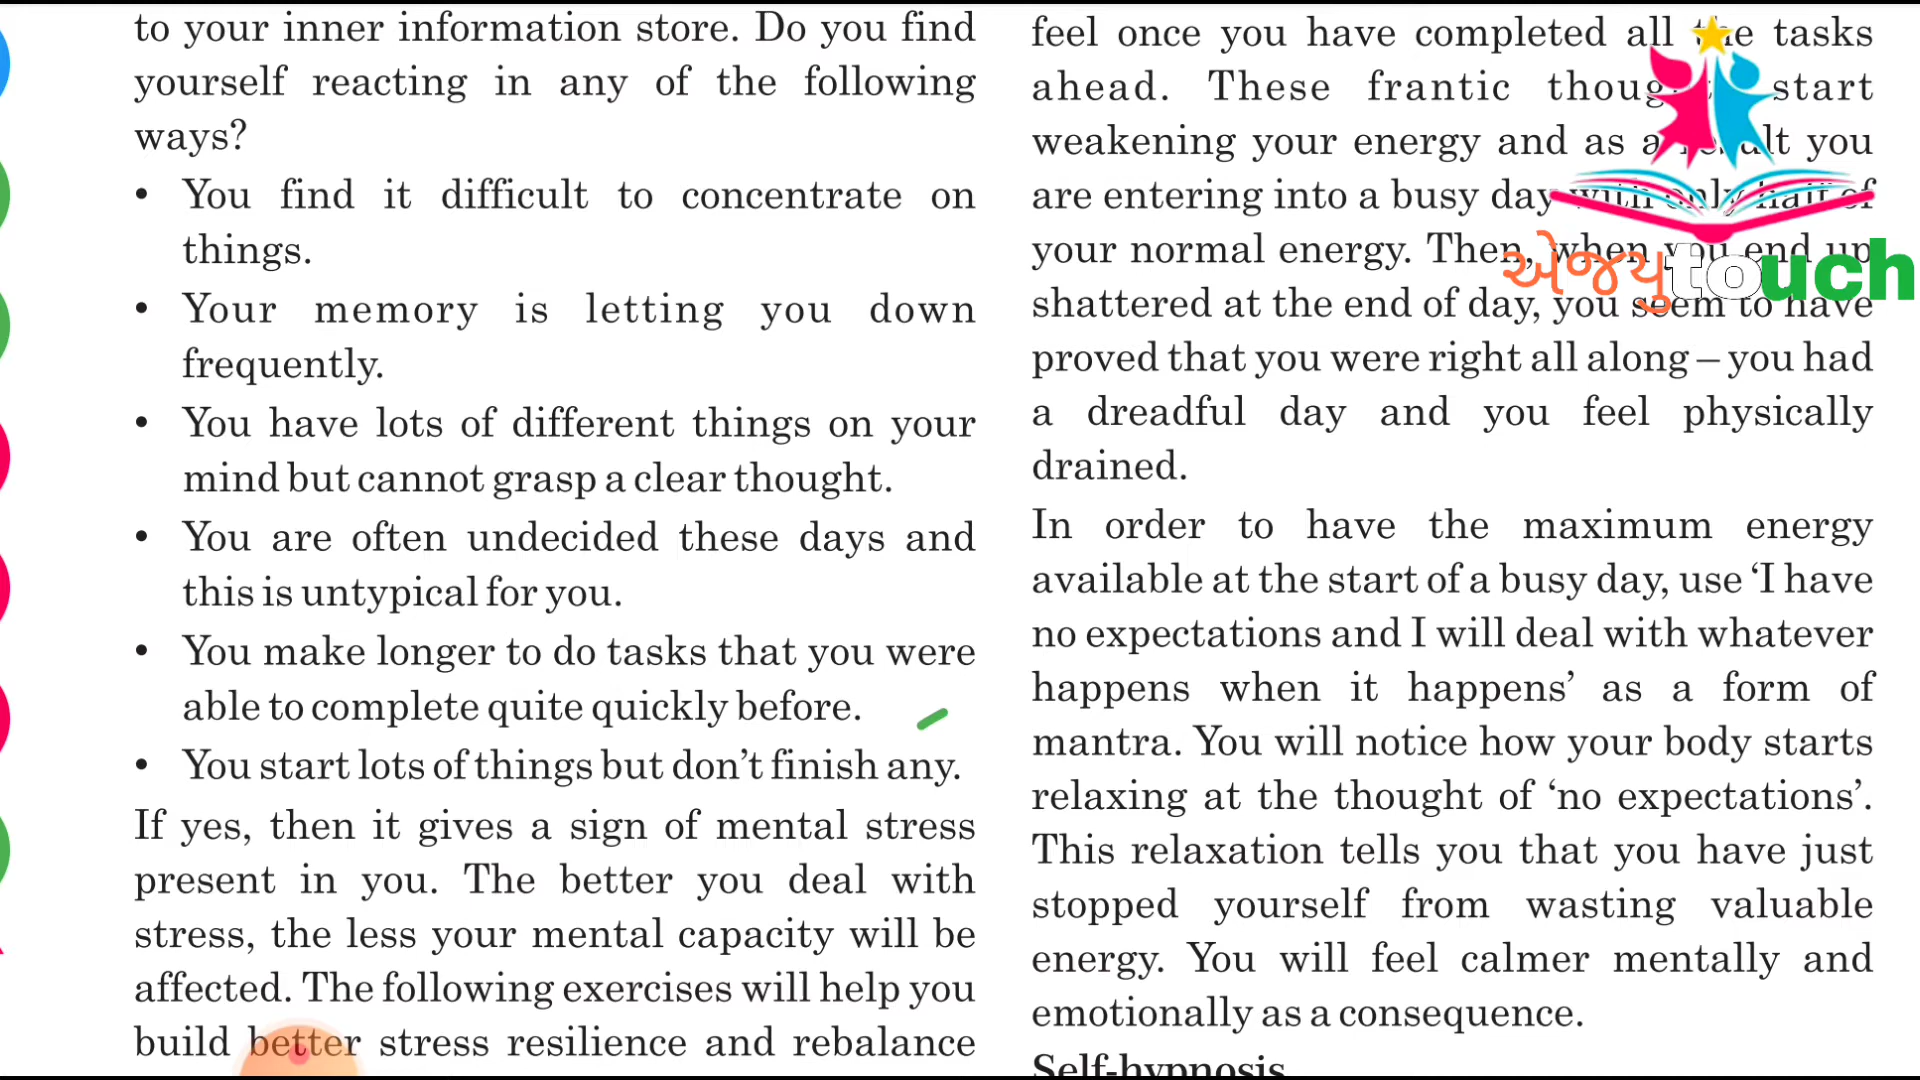 to your inner information store. Do you find
yourself reacting in any of the following
ways?
• You find it difficult to concentrate on
things.
• Your memory is letting you down
frequently.
• You have lots of different things on your
mind but cannot grasp a clear thought.
• You are often undecided these days and
this is untypical for you.
• You make longer to do tasks that you were
able to complete quite quickly before.
• You start lots of things but don’t finish any.
If yes, then it gives a sign of mental stress
present in you. The better you deal with
stress, the less your mental capacity will be
affected. The following exercises will help you
build better stress resilience and rebalance
feel once you have completed all the tasks
ahead. These frantic thoughts start
weakening your energy and as a result you
are entering into a busy day with only half of
your normal energy. Then, when you end up
shattered at the end of day, you seem to have
proved that you were right all along – you had
a dreadful day and you feel physically
drained.
In order to have the maximum energy
available at the start of a busy day, use ‘I have
no expectations and I will deal with whatever
happens when it happens’ as a form of
mantra. You will notice how your body starts
relaxing at the thought of ‘no expectations’.
This relaxation tells you that you have just
stopped yourself from wasting valuable
energy. You will feel calmer mentally and
emotionally as a consequence.
Self-hypnosis
એજ્યુtouch